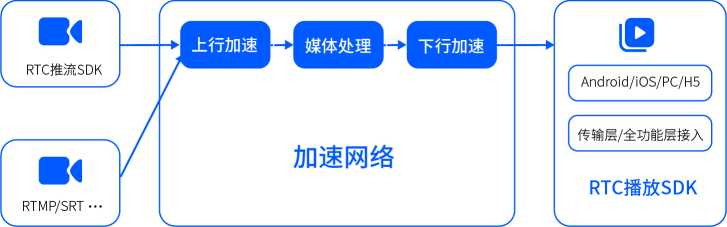 RTC推流SDK
RTMP/SRT ···
上行加速
媒体处理
下行加速
加速网络
Android/iOS/PC/H5
传输层/全功能层接入
RTC播放SDK